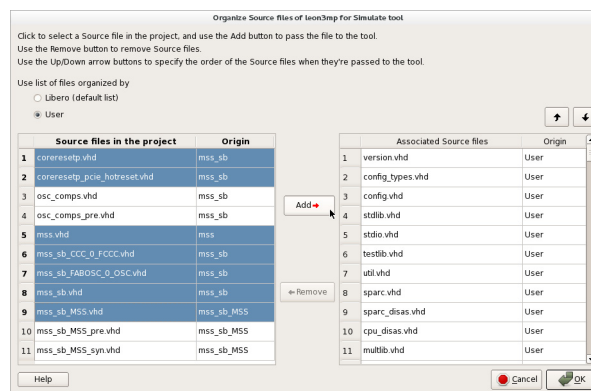 Organize Source files of leon3mp for Simulate tool
Click to select a Source file in the project, and use the Add button to pass the file to the tool.
Use the Remove button to remove Source files.
Use the Up/Down arrow buttons to specify the order of the Source files when they're passed to the tool.
Use list of files organized by
Libero (default list)
User
Source files in the project Origin
1 coreresetp.vhd mss_sb
2 coreresetp_pcie_hotreset.vhd mss_sb
3 osc_comps.vhd mss_sb
4 osc_comps_pre.vhd mss_sb
5 mss.vhd mss
6 mss_sb_CCC_0_FCCC.vhd mss_sb
7 mss_sb_FABOSC_0_OSC.vhd mss_sb
8 mss_sb.vhd mss_sb
9 mss_sb_MSS.vhd mss_sb_MSS
10 mss_sb_MSS_pre.vhd mss_sb_MSS
11 mss_sb_MSS_syn.vhd mss_sb_MSS
Add
Remove
Associated Source files Origin
1 version.vhd User
2 config_types.vhd User
3 config.vhd User
4 stdlib.vhd User
5 stdio.vhd User
6 testlib.vhd User
7 util.vhd User
8 sparc.vhd User
9 sparc_disas.vhd User
10 cpu_disas.vhd User
11 multlib.vhd User
Help
Cancel
OK